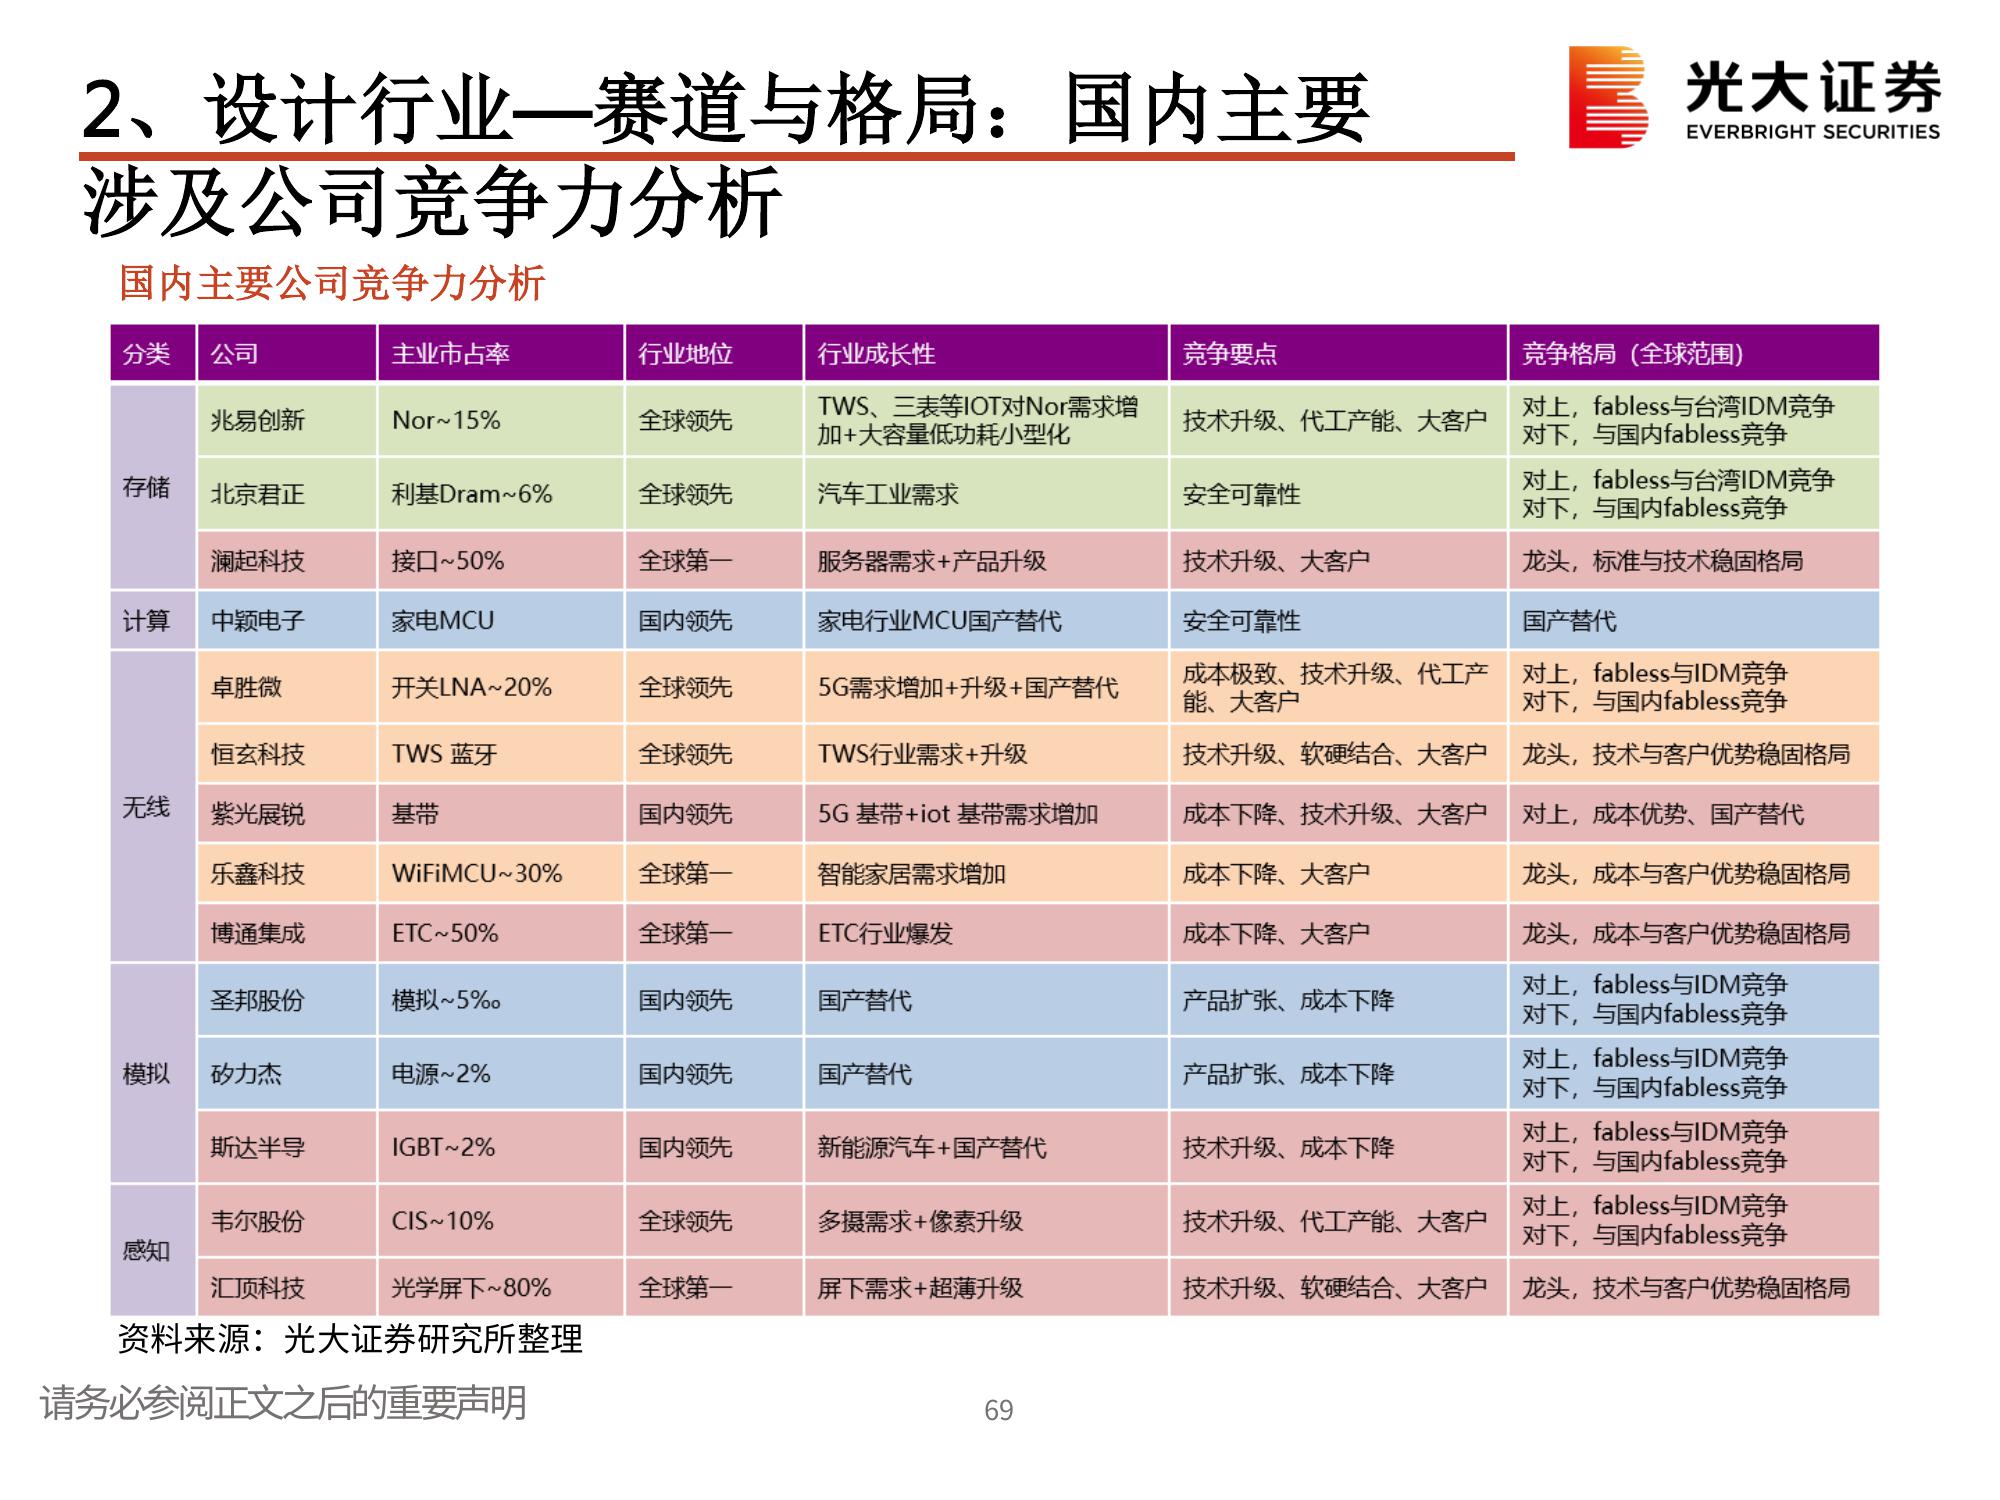 2、设计行业—赛道与格局：国内主要
涉及公司竞争力分析
光大证券
EVERBRIGHT SECURITIES
国内主要公司竞争力分析
分类 公司 主业市占率 行业地位 行业成长性 竞争要点 竞争格局（全球范围）
存储
兆易创新 Nor~15% 全球领先 TWS、三表等IOT对Nor需求增
加+大容量低功耗小型化 技术升级、代工产能、大客户 对上，fabless与台湾IDM竞争
对下，与国内fabless竞争
北京君正 利基Dram~6% 全球领先 汽车工业需求 安全可靠性 对上，fabless与台湾IDM竞争
对下，与国内fabless竞争
澜起科技 接口~50% 全球第一 服务器需求+产品升级 技术升级、大客户 龙头，标准与技术稳固格局
计算 中颖电子 家电MCU 国内领先 家电行业MCU国产替代 安全可靠性 国产替代
无线
卓胜微 开关LNA~20% 全球领先 5G需求增加+升级+国产替代 成本极致、技术升级、代工产
能、大客户 对上，fabless与IDM竞争
对下，与国内fabless竞争
恒玄科技 TWS 蓝牙 全球领先 TWS行业需求+升级 技术升级、软硬结合、大客户 龙头，技术与客户优势稳固格局
紫光展锐 基带 国内领先 5G 基带+iot 基带需求增加 成本下降、技术升级、大客户 对上，成本优势、国产替代
乐鑫科技 WiFiMCU~30% 全球第一 智能家居需求增加 成本下降、大客户 龙头，成本与客户优势稳固格局
博通集成 ETC~50% 全球第一 ETC行业爆发 成本下降、大客户 龙头，成本与客户优势稳固格局
模拟
圣邦股份 模拟~5‰ 国内领先 国产替代 产品扩张、成本下降 对上，fabless与IDM竞争
对下，与国内fabless竞争
矽力杰 电源~2% 国内领先 国产替代 产品扩张、成本下降 对上，fabless与IDM竞争
对下，与国内fabless竞争
斯达半导 IGBT~2% 国内领先 新能源汽车+国产替代 技术升级、成本下降 对上，fabless与IDM竞争
对下，与国内fabless竞争
感知
韦尔股份 CIS~10% 全球领先 多摄需求+像素升级 技术升级、代工产能、大客户 对上，fabless与IDM竞争
对下，与国内fabless竞争
汇顶科技 光学屏下~80% 全球第一 屏下需求+超薄升级 技术升级、软硬结合、大客户 龙头，技术与客户优势稳固格局
资料来源：光大证券研究所整理
请务必参阅正文之后的重要声明
69